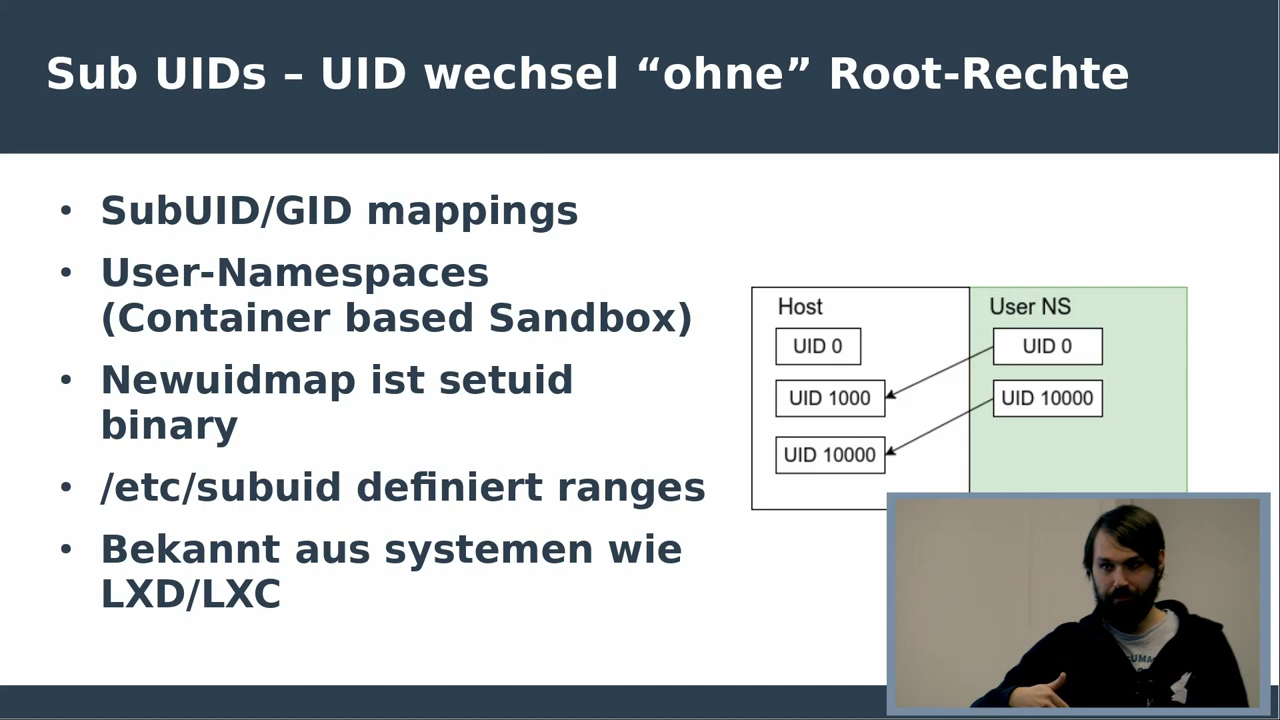 Sub UIDs – UID wechsel “ohne” Root-Rechte
• SubUID/GID mappings
• User-Namespaces
(Container based Sandbox)
• Newuidmap ist setuid
binary
• /etc/subuid definiert ranges
• Bekannt aus systemen wie
LXD/LXC
Host
UID 0
UID 1000
UID 10000
User NS
UID 0
UID 10000